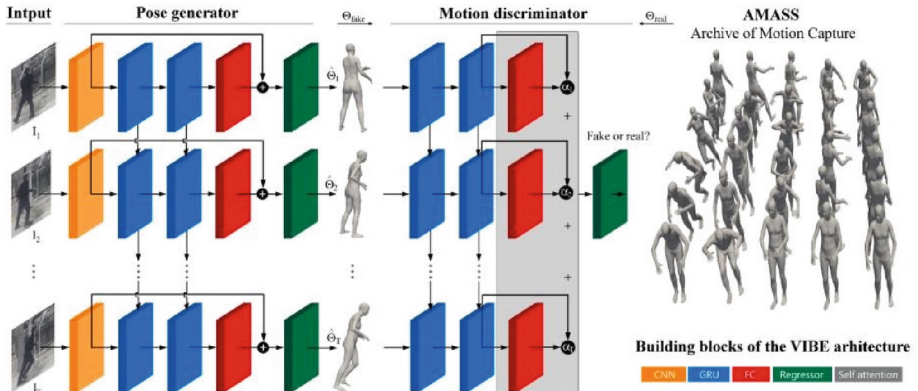 Intput
Pose generator
Θfake
Motion discriminator
Θreal
AMASS
Archive of Motion Capture
I1
Θ̂1
α1
+
+
Fake or real?
I2
Θ̂2
+
α2
+
+
Θ̂T
+
αT
Building blocks of the VIBE arhitecture
CNN
GRU
FC
Regressor
Self attention